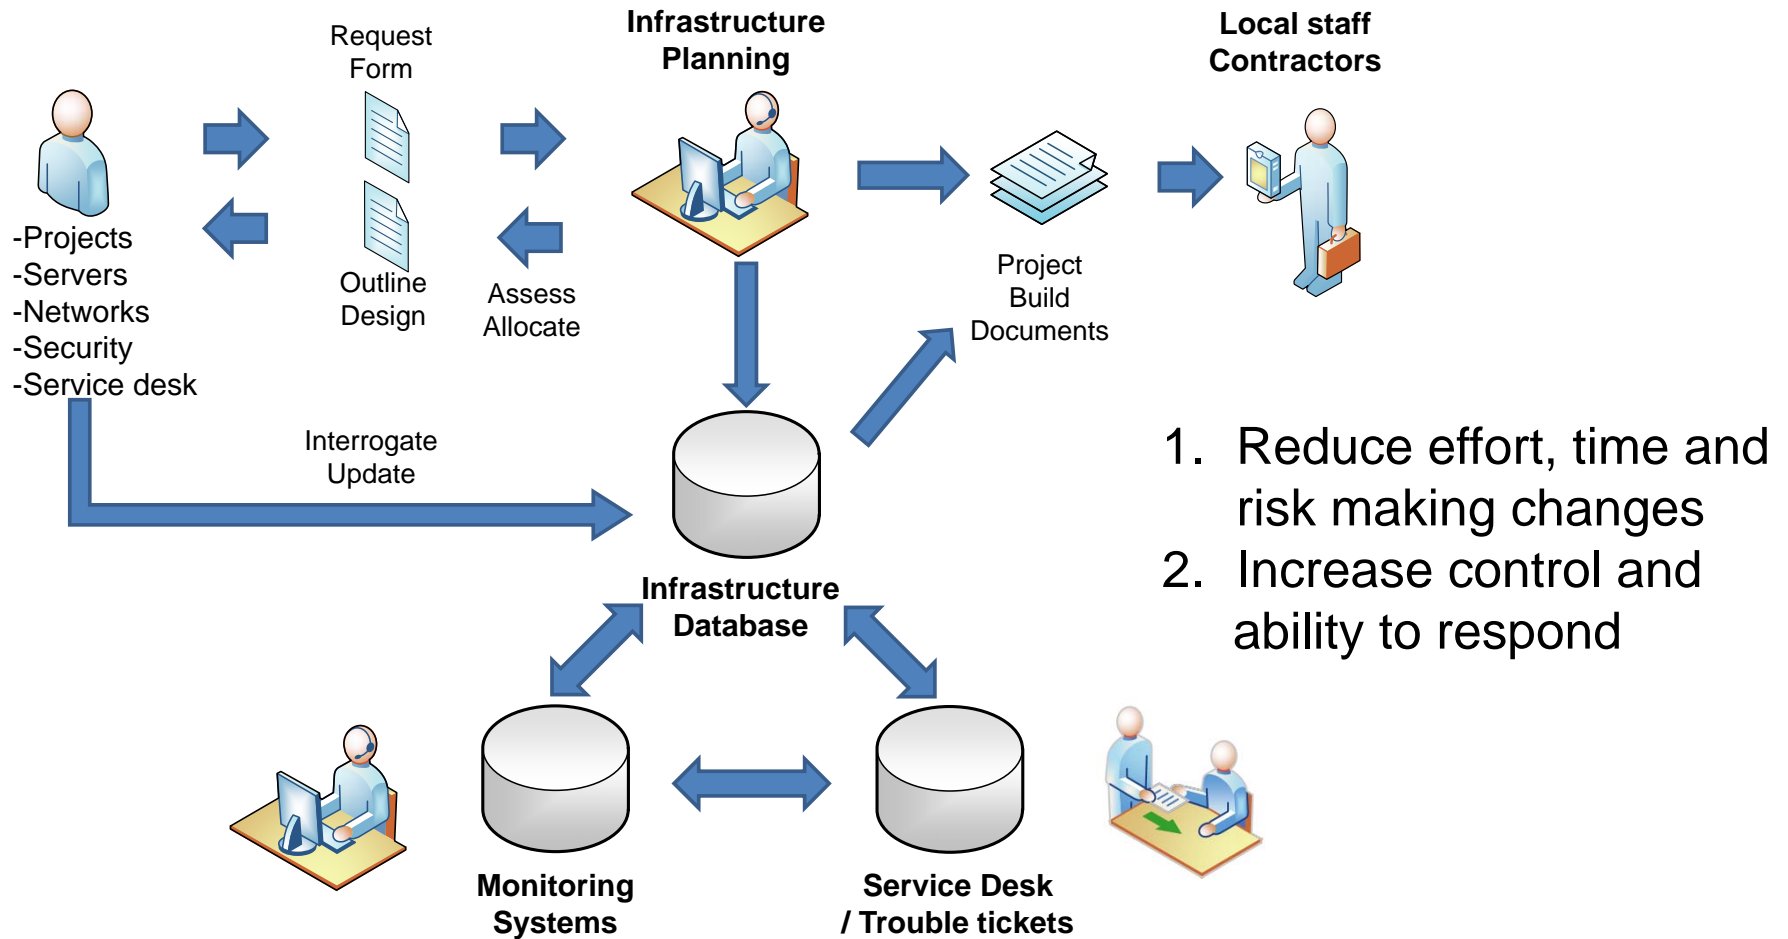 Request
Form
Infrastructure
Planning
Local staff
Contractors
-Projects
-Servers
-Networks
-Security
-Service desk
Outline
Design
Assess
Allocate
Project
Build
Documents
Interrogate
Update
1. Reduce effort, time and
risk making changes
2. Increase control and
ability to respond
Infrastructure
Database
Monitoring
Systems
Service Desk
/ Trouble tickets